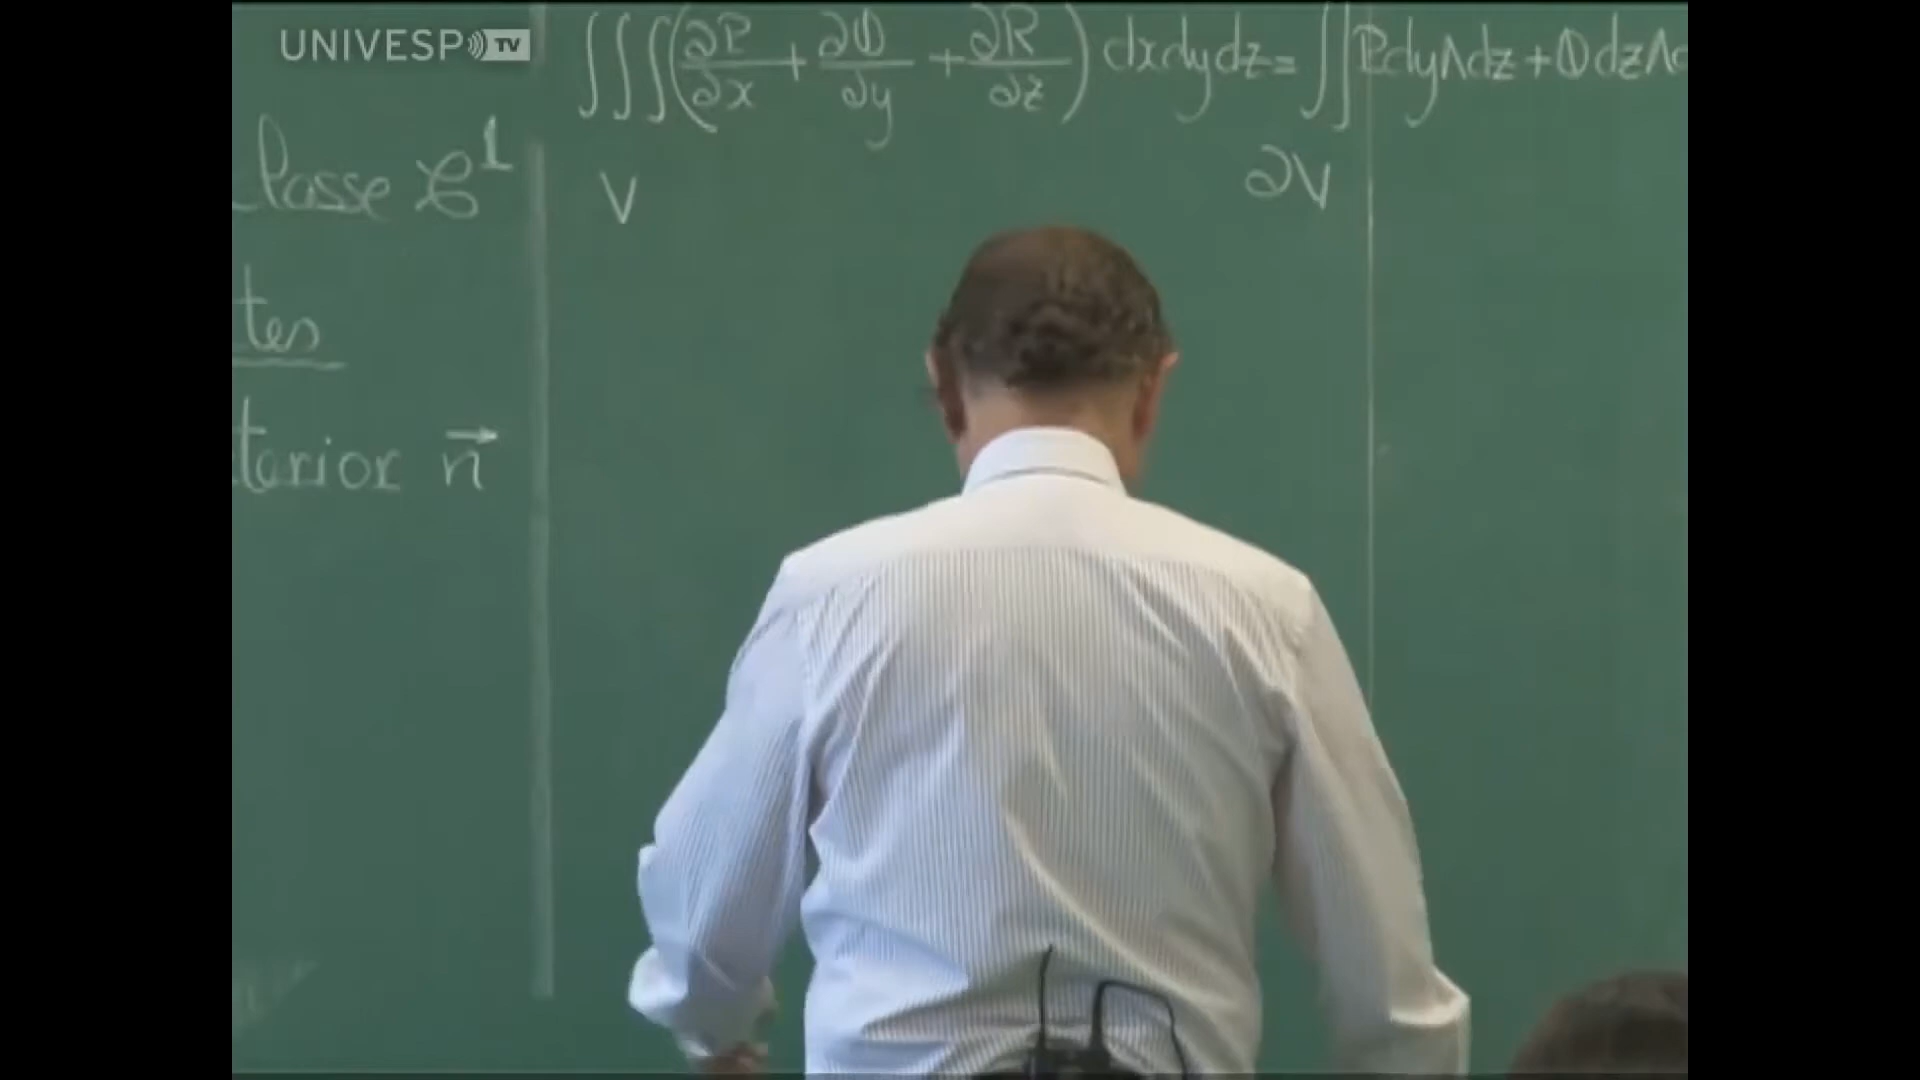 UNIVESP TV
∭(∂P/∂x + ∂Q/∂y + ∂R/∂z) dxdydz = ∬ Pdy∧dz + Qdz∧
V ∂V
classe C¹
tes
terior n⃗